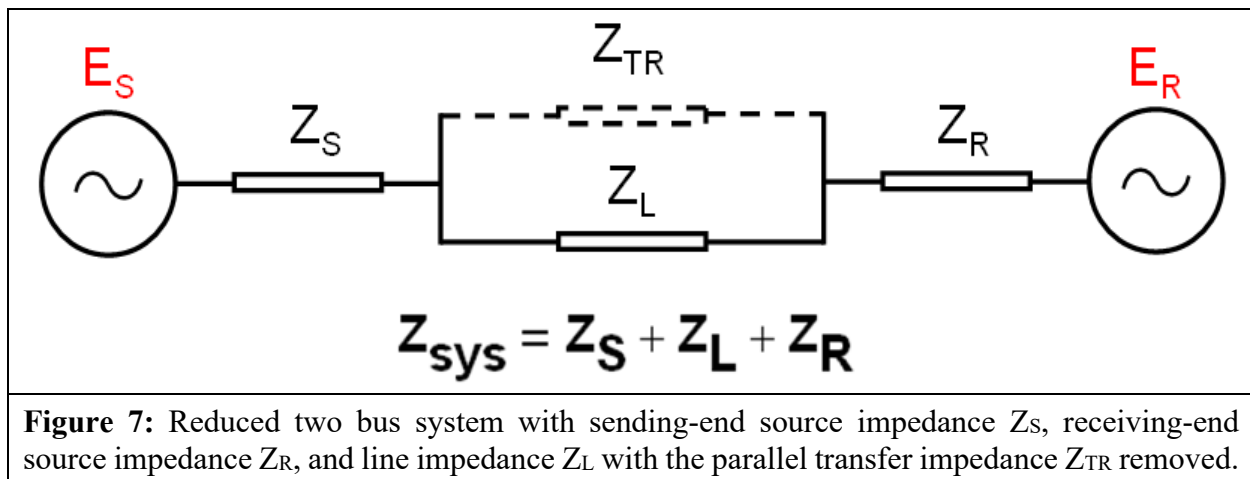 E_S
Z_TR
E_R
Z_S
Z_R
Z_L
Z_sys = Z_S + Z_L + Z_R
Figure 7: Reduced two bus system with sending-end source impedance Z_S, receiving-end
source impedance Z_R, and line impedance Z_L with the parallel transfer impedance Z_TR removed.